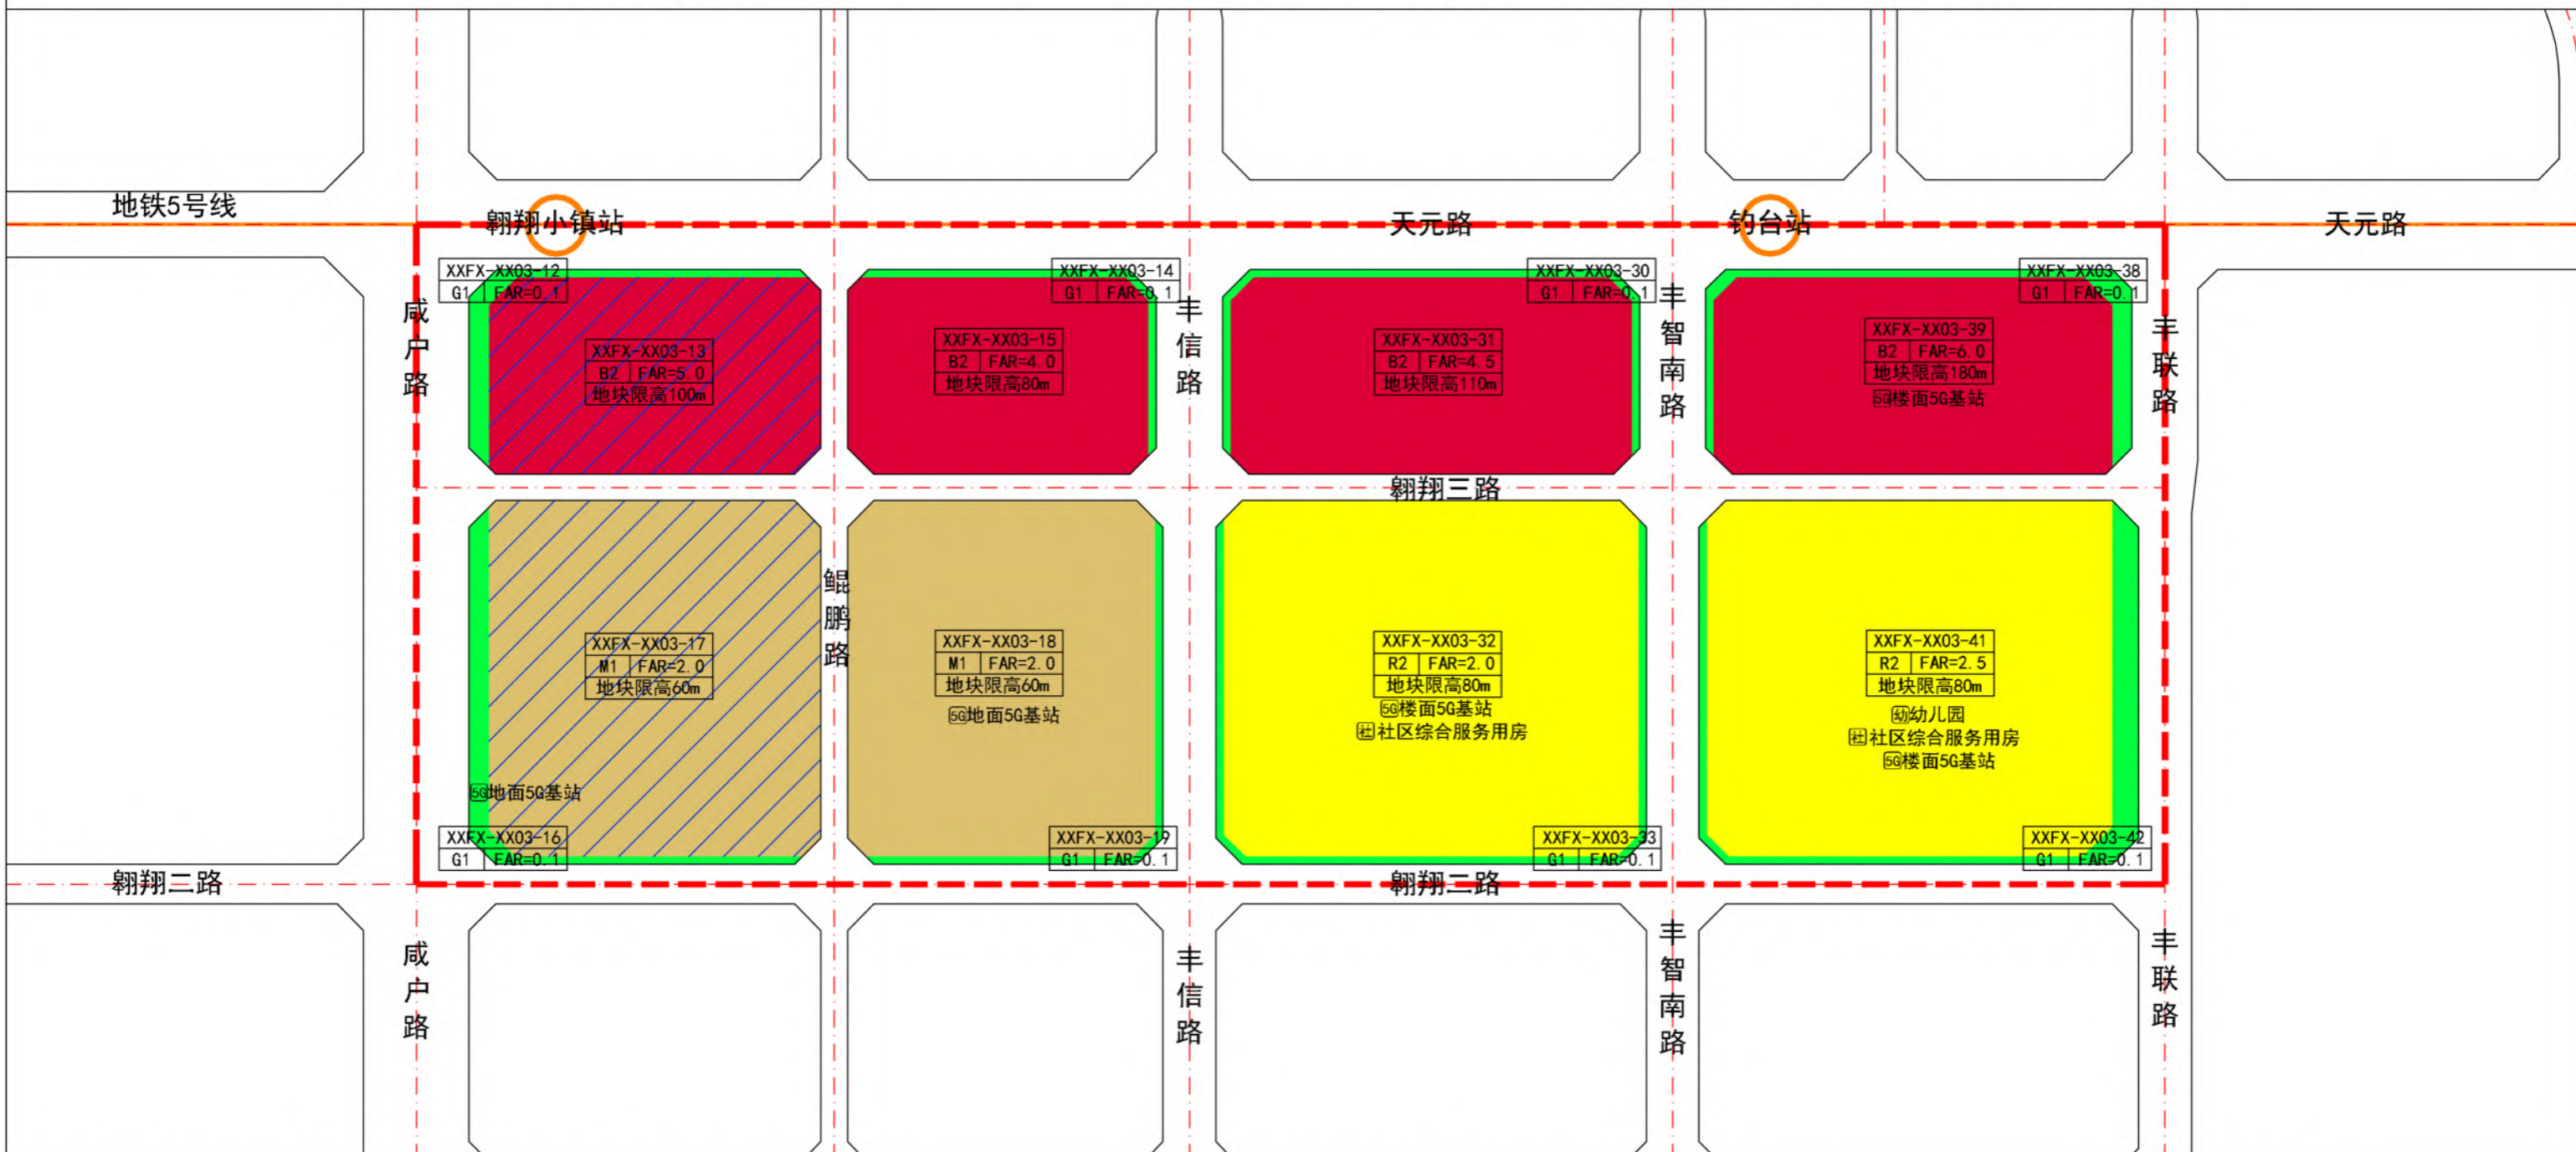 地铁5号线
翱翔小镇站
天元路
钓台站
天元路
XXFX-XX03-12
G1 FAR=0.1
XXFX-XX03-14
G1 FAR=0.1
XXFX-XX03-30
G1 FAR=0.1
XXFX-XX03-38
G1 FAR=0.1
咸户路
XXFX-XX03-13
B2 FAR=5.0
地块限高100m
XXFX-XX03-15
B2 FAR=4.0
地块限高80m
丰信路
XXFX-XX03-31
B2 FAR=4.5
地块限高110m
丰智南路
XXFX-XX03-39
B2 FAR=6.0
地块限高180m
5G楼面5G基站
丰联路
翱翔三路
鲲鹏路
XXFX-XX03-17
M1 FAR=2.0
地块限高60m
5G地面5G基站
XXFX-XX03-18
M1 FAR=2.0
地块限高60m
5G地面5G基站
XXFX-XX03-32
R2 FAR=2.0
地块限高80m
5G楼面5G基站
社社区综合服务用房
XXFX-XX03-41
R2 FAR=2.5
地块限高80m
幼幼儿园
社社区综合服务用房
5G楼面5G基站
XXFX-XX03-16
G1 FAR=0.1
XXFX-XX03-19
G1 FAR=0.1
XXFX-XX03-33
G1 FAR=0.1
XXFX-XX03-42
G1 FAR=0.1
翱翔二路
翱翔二路
咸户路
丰信路
丰智南路
丰联路